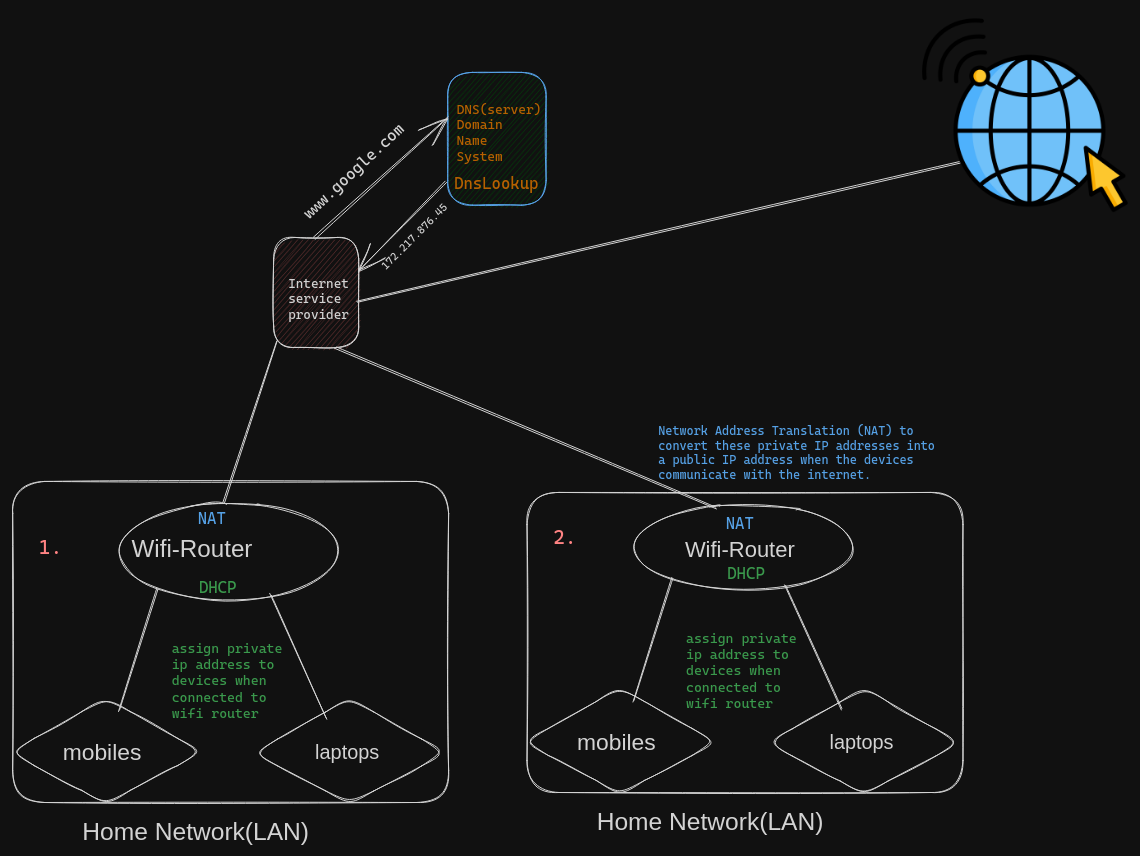 DNS(server)
Domain
Name
System
DnsLookup
www.google.com
172.217.876.45
Internet
service
provider
Network Address Translation (NAT) to
convert these private IP addresses into
a public IP address when the devices
communicate with the internet.
1.
NAT
Wifi-Router
DHCP
assign private
ip address to
devices when
connected to
wifi router
mobiles
laptops
Home Network(LAN)
2.
NAT
Wifi-Router
DHCP
assign private
ip address to
devices when
connected to
wifi router
mobiles
laptops
Home Network(LAN)